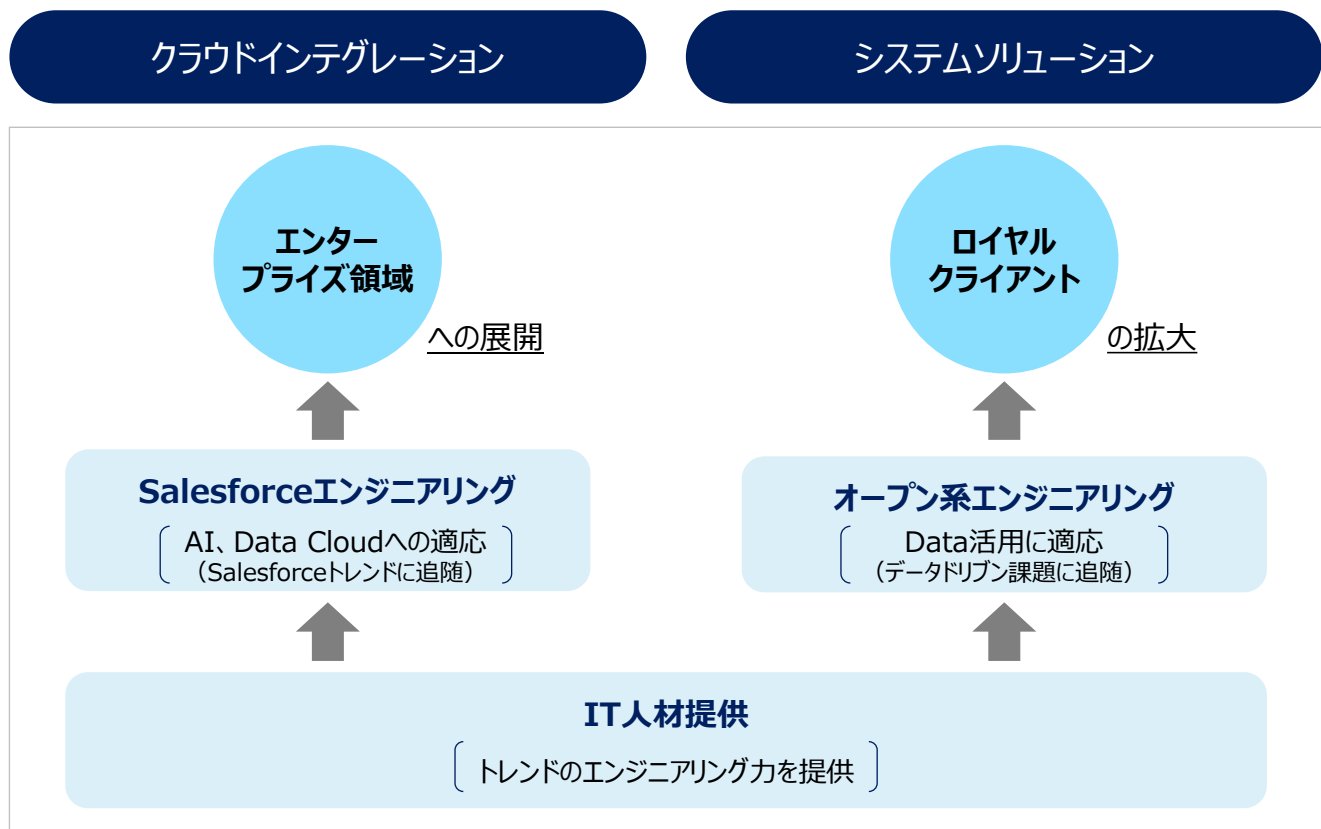 クラウドインテグレーション
システムソリューション
エンター
プライズ領域
への展開
ロイヤル
クライアント
の拡大
Salesforceエンジニアリング
AI、Data Cloudへの適応
（Salesforceトレンドに追随）
オープン系エンジニアリング
Data活用に適応
（データドリブン課題に追随）
IT人材提供
トレンドのエンジニアリング力を提供